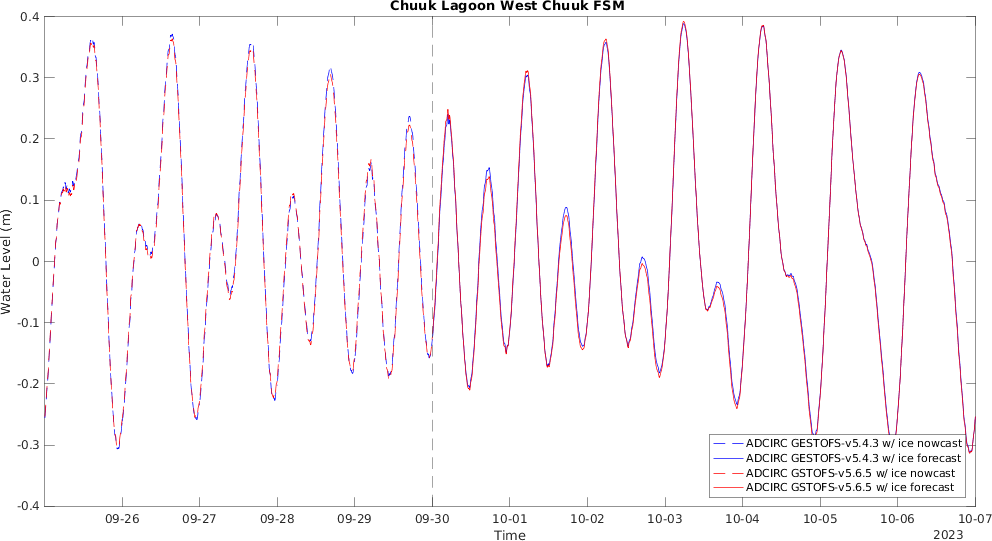 Chuuk Lagoon West Chuuk FSM
0.4
0.3
0.2
0.1
0
-0.1
-0.2
-0.3
-0.4
Water Level (m)
09-26 09-27 09-28 09-29 09-30 10-01 10-02 10-03 10-04 10-05 10-06 10-07
Time
2023
ADCIRC GESTOFS-v5.4.3 w/ ice nowcast
ADCIRC GESTOFS-v5.4.3 w/ ice forecast
ADCIRC GSTOFS-v5.6.5 w/ ice nowcast
ADCIRC GSTOFS-v5.6.5 w/ ice forecast